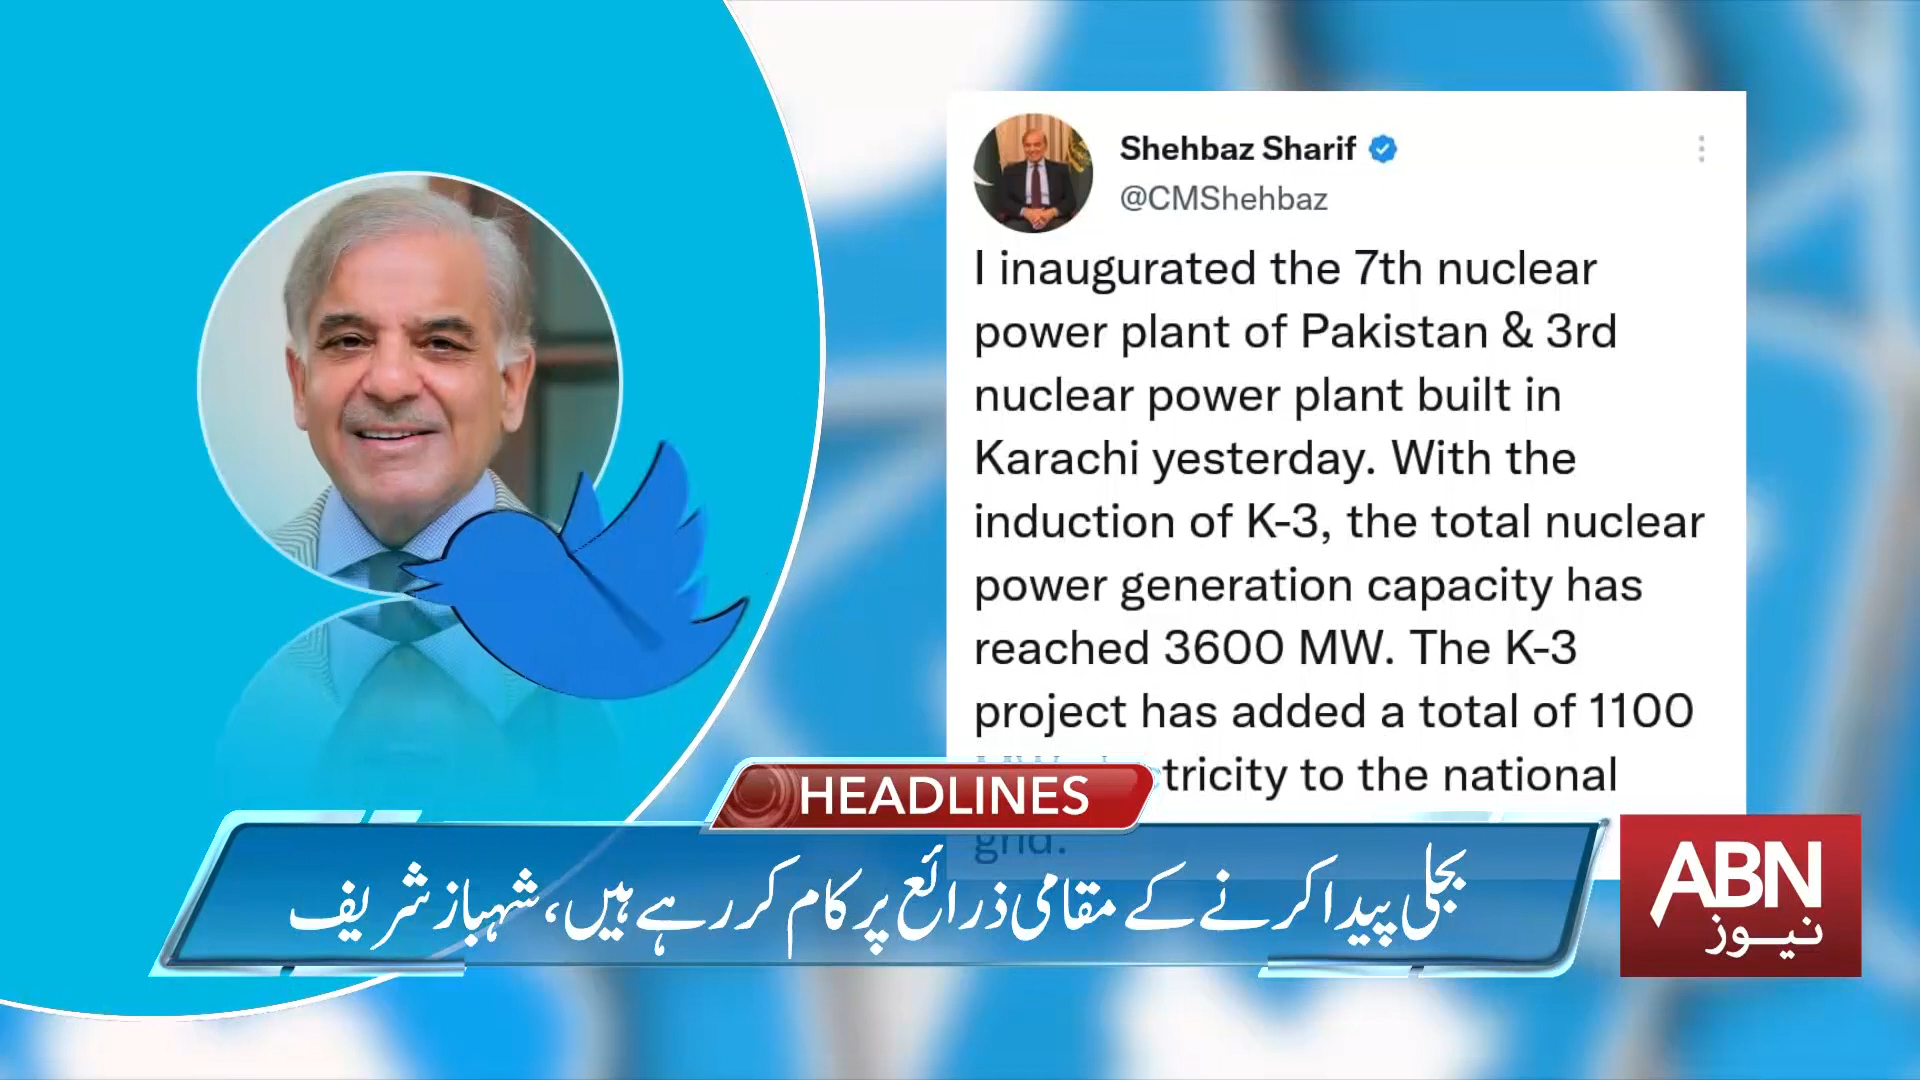 Shehbaz Sharif
@CMShehbaz
I inaugurated the 7th nuclear
power plant of Pakistan & 3rd
nuclear power plant built in
Karachi yesterday. With the
induction of K-3, the total nuclear
power generation capacity has
reached 3600 MW. The K-3
project has added a total of 1100
tricity to the national
grid.
HEADLINES
بجلی پیدا کرنے کے مقامی ذرائع پر کام کر رہے ہیں، شہباز شریف
ABN
نیوز